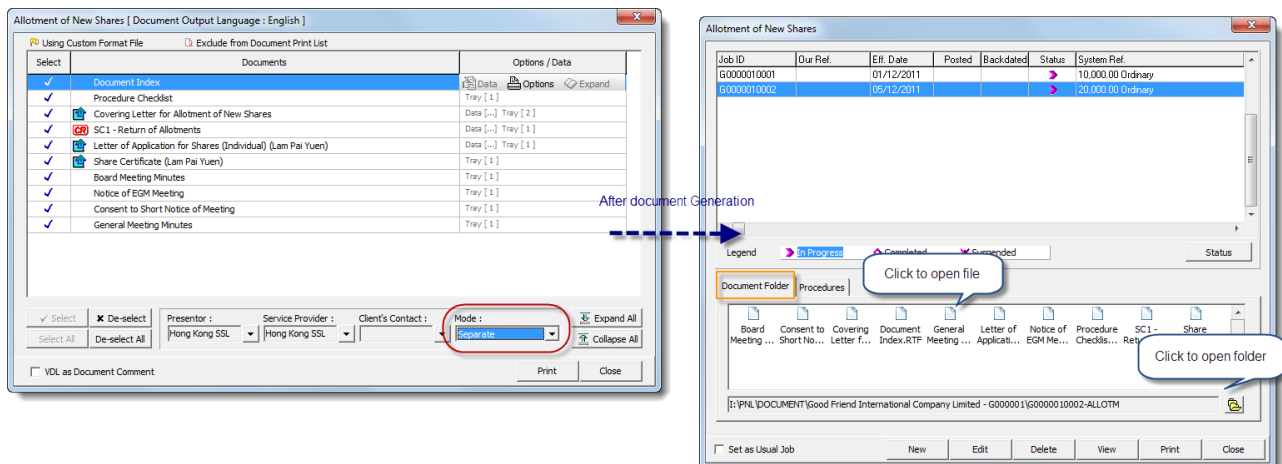 Allotment of New Shares [ Document Output Language : English ]
Using Custom Format File Exclude from Document Print List
Select Documents Options / Data
Document Index Data Options Expand
Procedure Checklist Tray [ 1 ]
Covering Letter for Allotment of New Shares Data [...] Tray [ 2 ]
CR SC1 - Return of Allotments Data [...] Tray [ 1 ]
Letter of Application for Shares (Individual) (Lam Pai Yuen) Data [...] Tray [ 1 ]
Share Certificate (Lam Pai Yuen) Tray [ 1 ]
Board Meeting Minutes Tray [ 1 ]
Notice of EGM Meeting Tray [ 1 ]
Consent to Short Notice of Meeting Tray [ 1 ]
General Meeting Minutes Tray [ 1 ]
Select De-select Presentor : Service Provider : Client's Contact : Mode : Expand All
Select All De-select All Hong Kong SSL Hong Kong SSL Separate Collapse All
VDL as Document Comment Print Close
After document Generation
Allotment of New Shares
Job ID Our Ref. Eff. Date Posted Backdated Status System Ref.
G0000010001 01/12/2011 10,000.00 Ordinary
G0000010002 05/12/2011 20,000.00 Ordinary
Legend In Progress Completed Suspended Status
Click to open file
Document Folder Procedures
Board Consent to Covering Document General Letter of Notice of Procedure SC1 - Share
Meeting ... Short No... Letter f... Index.RTF Meeting ... Applicati... EGM Me... Checklis...
Click to open folder
I:\PNL\DOCUMENT\Good Friend International Company Limited - G000001\G0000010002-ALLOTM
Set as Usual Job New Edit Delete View Print Close